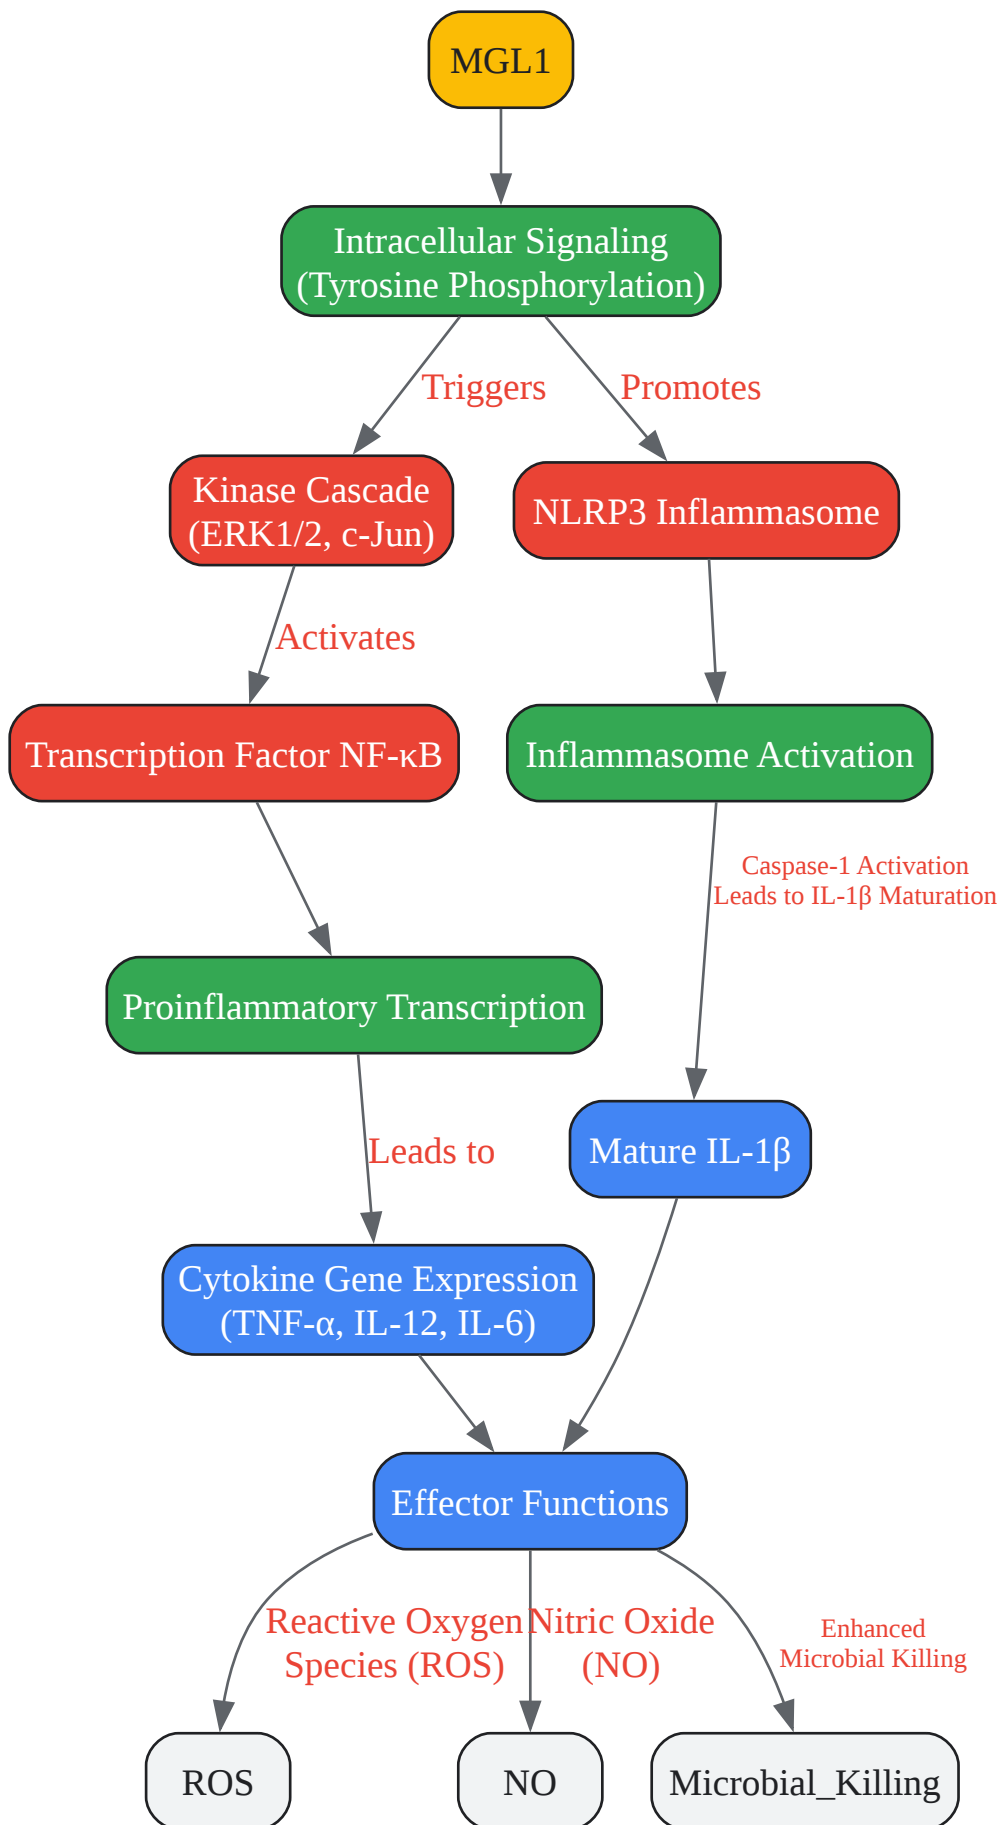 MGL1
Intracellular Signaling
(Tyrosine Phosphorylation)
Triggers
Promotes
Kinase Cascade
(ERK1/2, c-Jun)
NLRP3 Inflammasome
Activates
Transcription Factor NF-κB
Inflammasome Activation
Caspase-1 Activation
Leads to IL-1β Maturation
Proinflammatory Transcription
Leads to
Mature IL-1β
Cytokine Gene Expression
(TNF-α, IL-12, IL-6)
Effector Functions
Reactive Oxygen
Species (ROS)
Nitric Oxide
(NO)
Enhanced
Microbial Killing
ROS
NO
Microbial_Killing